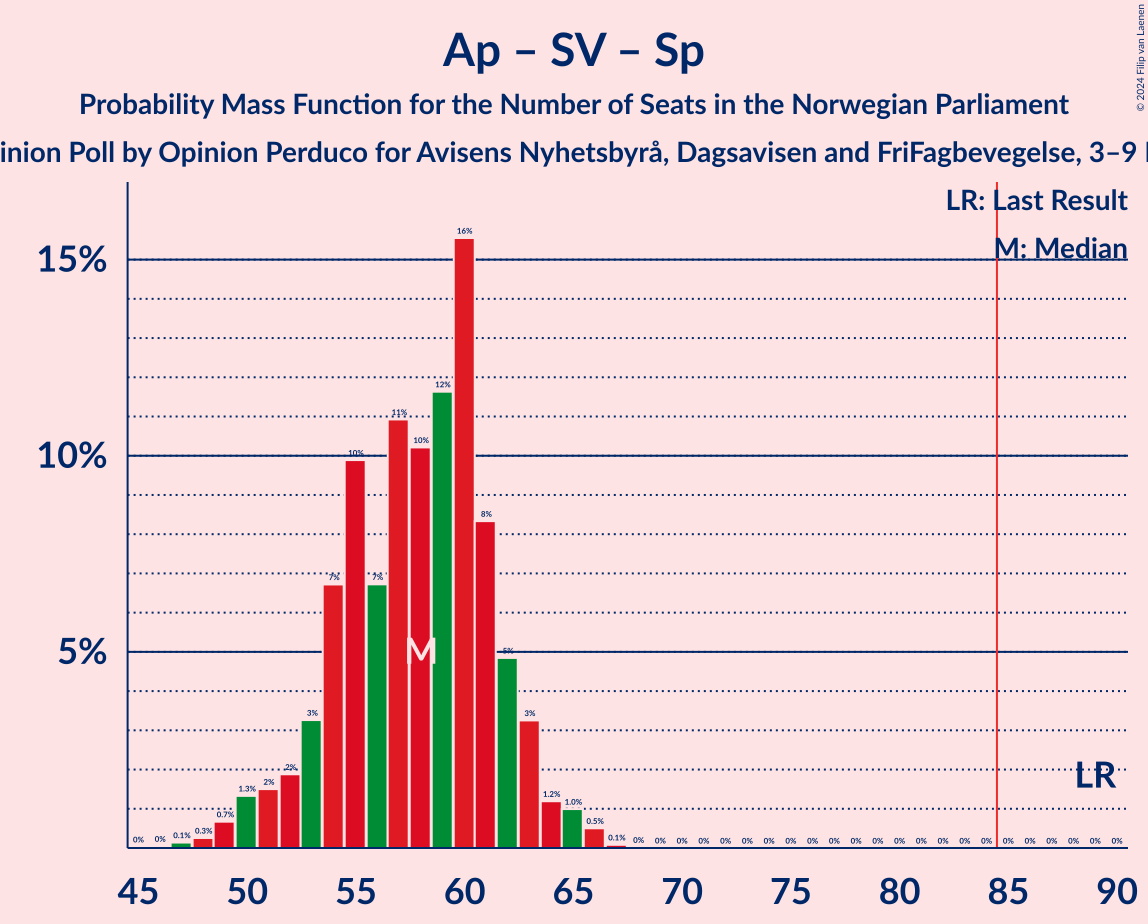 © 2024 Filip van Laenen
Ap – SV – Sp
Probability Mass Function for the Number of Seats in the Norwegian Parliament
inion Poll by Opinion Perduco for Avisens Nyhetsbyrå, Dagsavisen and FriFagbevegelse, 3–9
LR: Last Result
M: Median
16%
15%
12%
11%
10%
10%
10%
8%
7%
7%
M
5%
5%
3%
3%
LR
2%
2%
1.3%
1.2%
1.0%
0.7%
0.5%
0.3%
0% 0% 0.1% 0.1% 0% 0% 0% 0% 0% 0% 0% 0% 0% 0% 0% 0% 0% 0% 0% 0% 0% 0% 0% 0% 0% 0% 0%
45 50 55 60 65 70 75 80 85 90